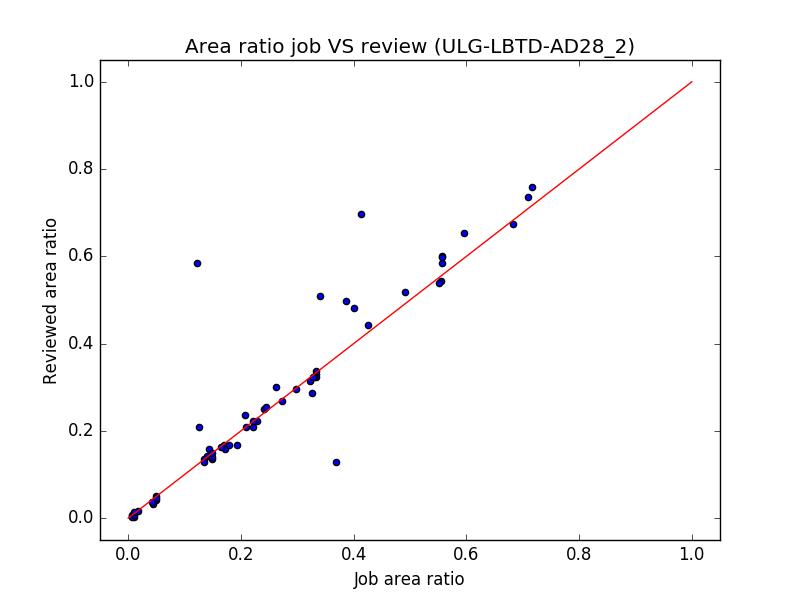 Area ratio job VS review (ULG-LBTD-AD28_2)
Reviewed area ratio
1.0
0.8
0.6
0.4
0.2
0.0
0.0 0.2 0.4 0.6 0.8 1.0
Job area ratio